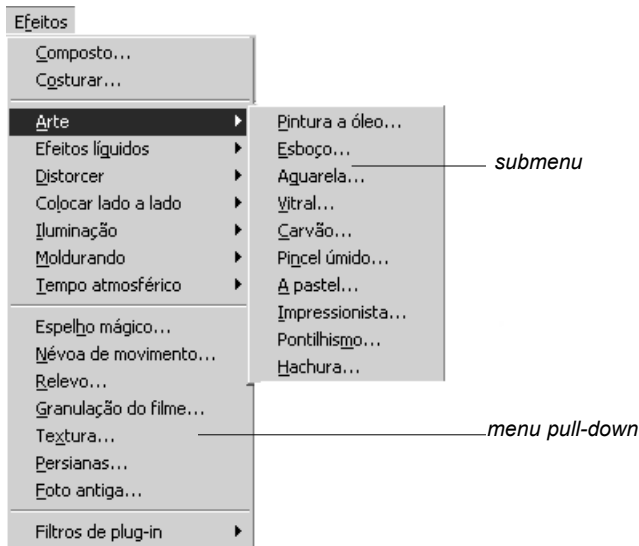 Efeitos
Composto...
Costurar...
Arte
Efeitos líquidos
Distorcer
Colocar lado a lado
Iluminação
Moldurando
Tempo atmosférico
Espelho mágico...
Névoa de movimento...
Relevo...
Granulação do filme...
Textura...
Persianas...
Foto antiga...
Filtros de plug-in
Pintura a óleo...
Esboço...
Aguarela...
Vitral...
Carvão...
Pincel úmido...
A pastel...
Impressionista...
Pontilhismo...
Hachura...
submenu
menu pull-down